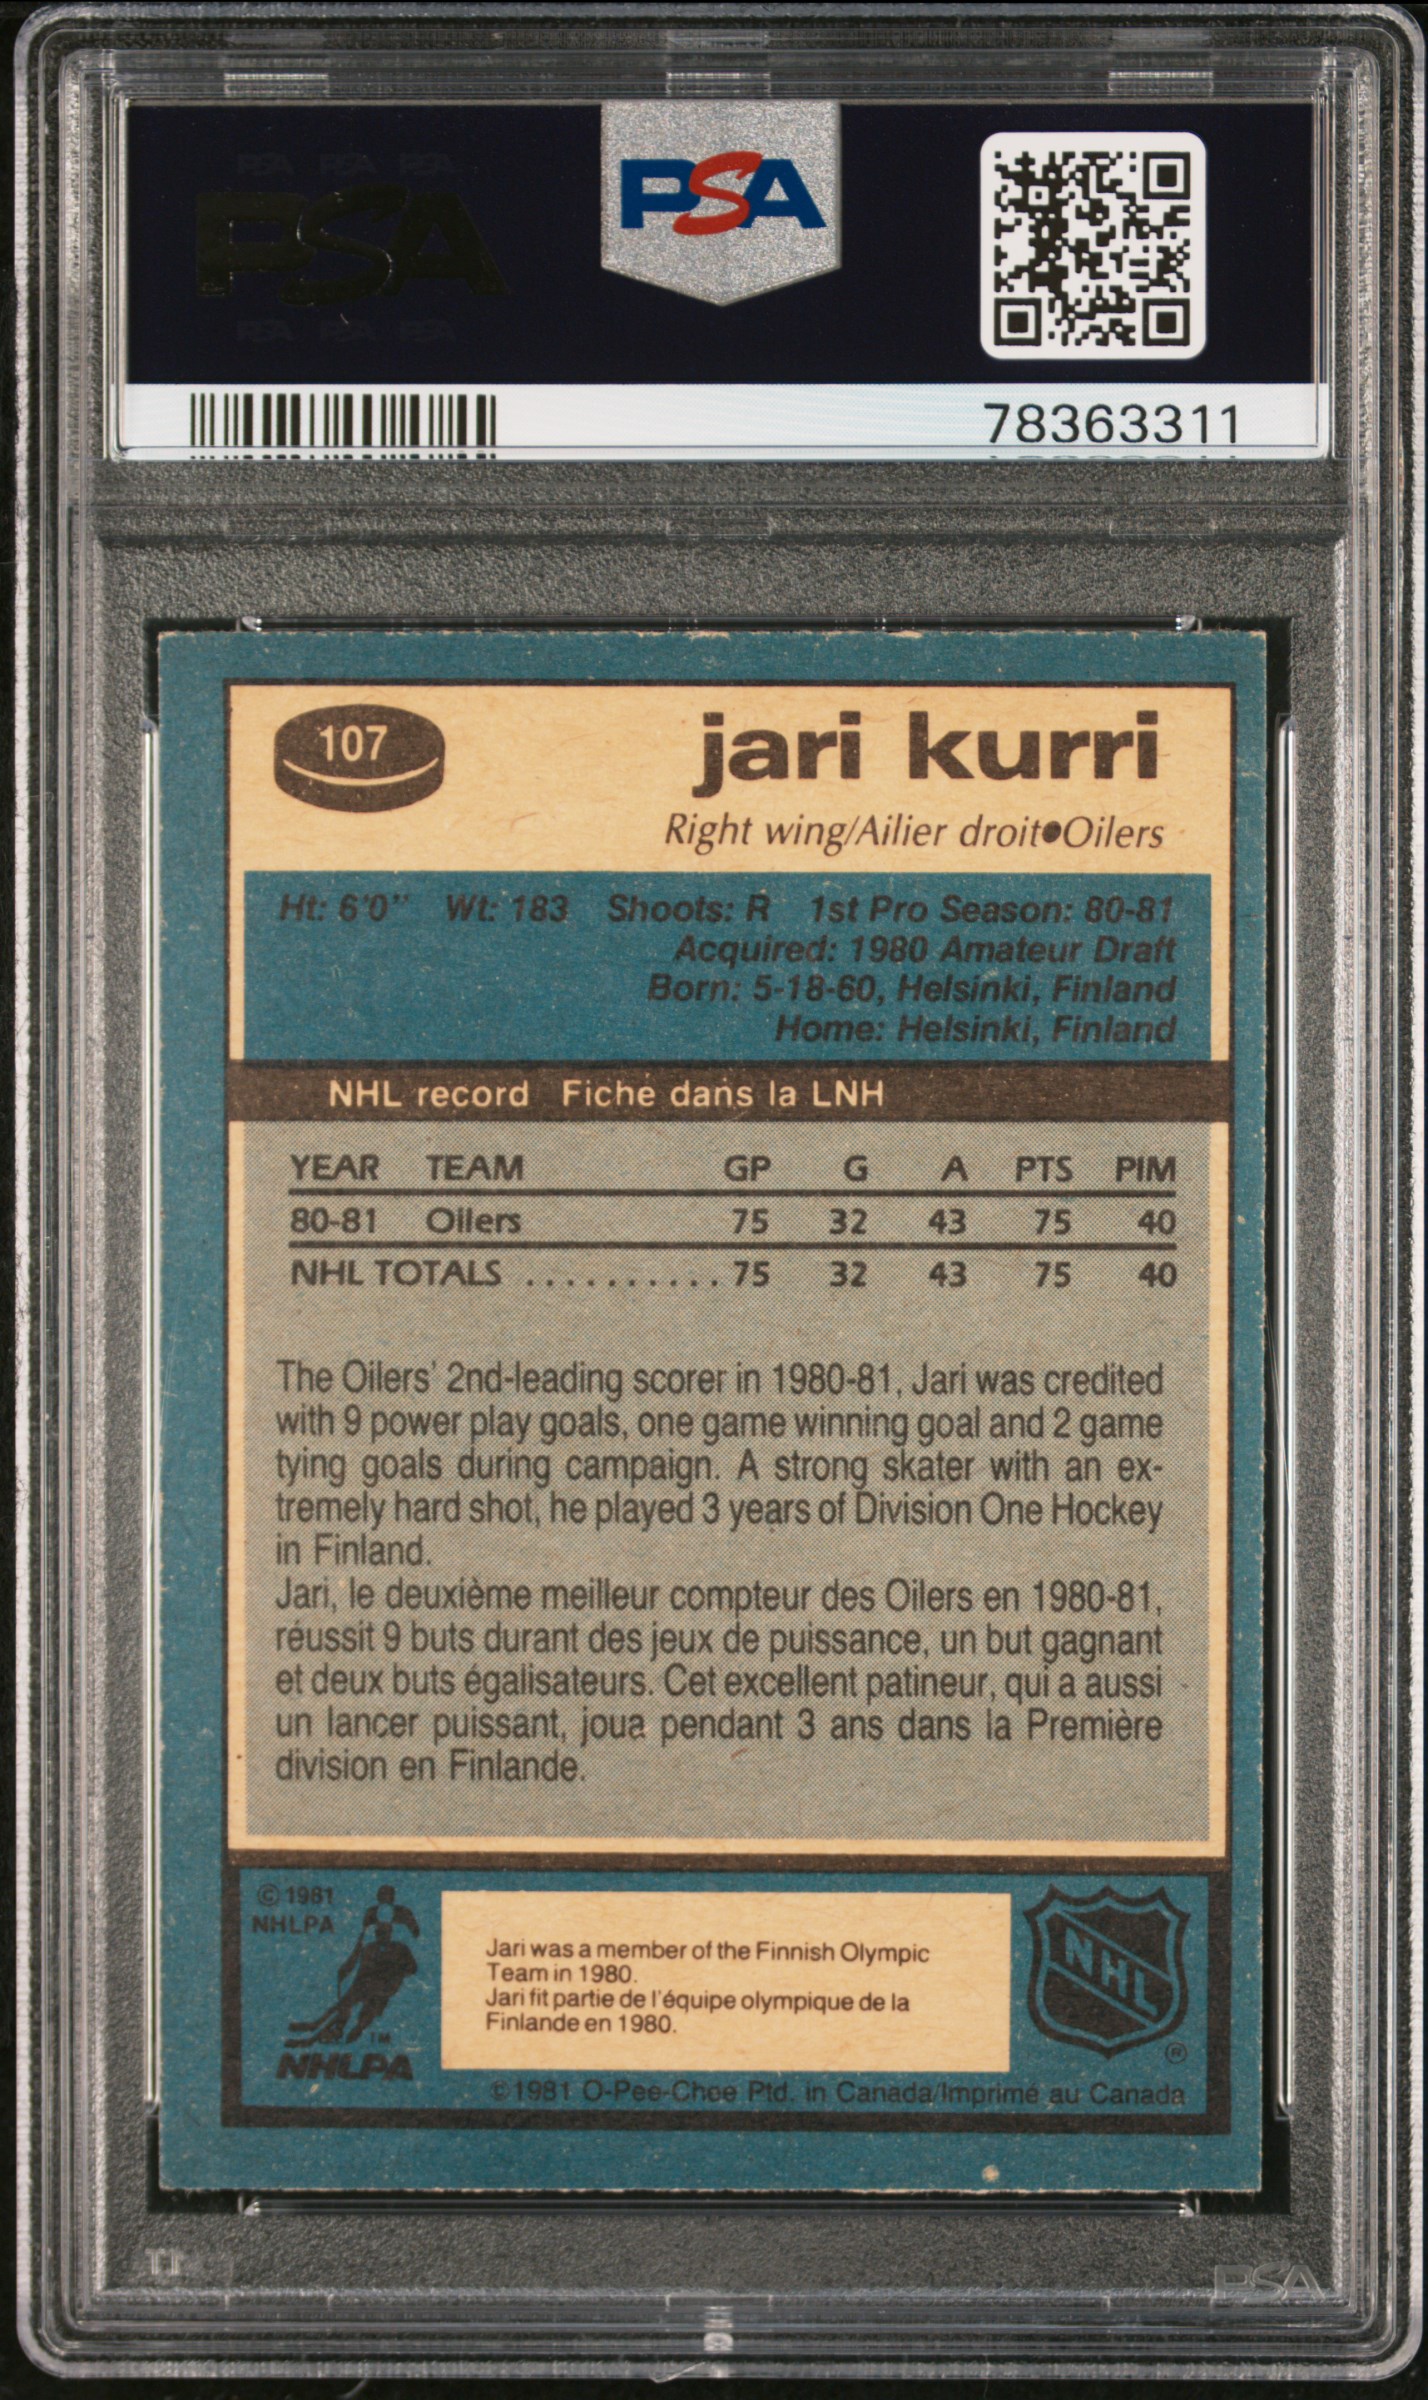 PSA PSA PSA
PSA
PSA
PSA PSA PSA
78363311
107
jari kurri
Right wing/Ailier droit•Oilers
Ht: 6'0" Wt: 183 Shoots: R 1st Pro Season: 80-81
Acquired: 1980 Amateur Draft
Born: 5-18-60, Helsinki, Finland
Home: Helsinki, Finland
NHL record Fiche dans la LNH
YEAR TEAM GP G A PTS PIM
80-81 Oilers 75 32 43 75 40
NHL TOTALS .......... 75 32 43 75 40
The Oilers' 2nd-leading scorer in 1980-81, Jari was credited
with 9 power play goals, one game winning goal and 2 game
tying goals during campaign. A strong skater with an ex-
tremely hard shot, he played 3 years of Division One Hockey
in Finland.
Jari, le deuxième meilleur compteur des Oilers en 1980-81,
réussit 9 buts durant des jeux de puissance, un but gagnant
et deux buts égalisateurs. Cet excellent patineur, qui a aussi
un lancer puissant, joua pendant 3 ans dans la Première
division en Finlande.
© 1981
NHLPA
TM
NHLPA
Jari was a member of the Finnish Olympic
Team in 1980.
Jari fit partie de l'équipe olympique de la
Finlande en 1980.
NHL
®
©1981 O-Pee-Chee Ptd. in Canada/Imprimé au Canada
PSA